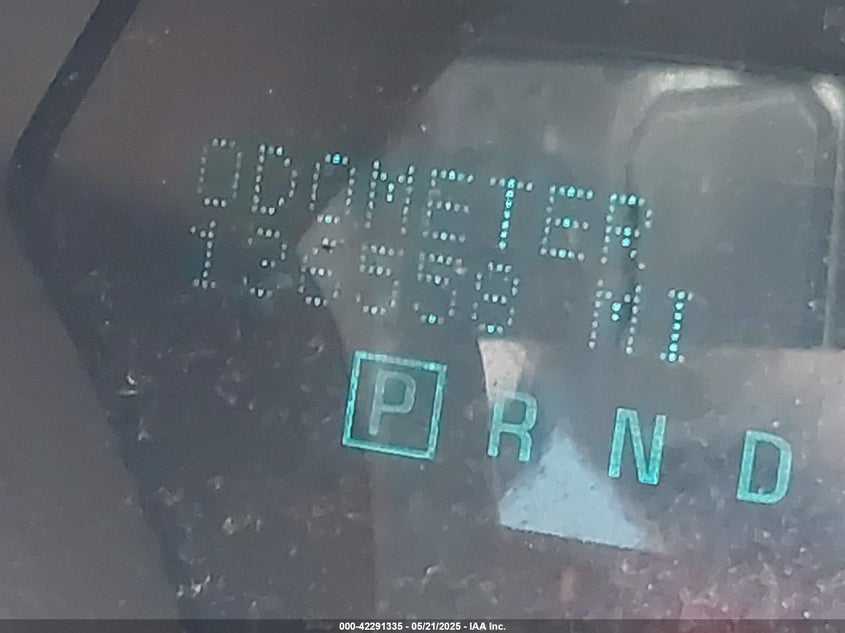 ODOMETER
136558 MI
P R N D
000-42291335 - 05/21/2025 - IAA Inc.